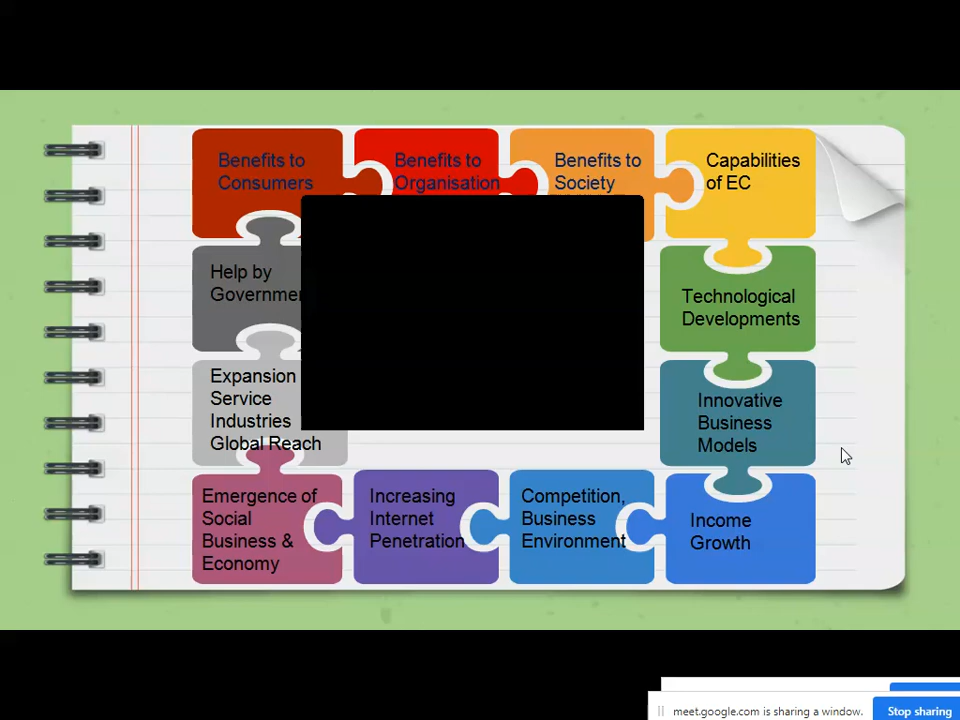 Benefits to
Consumers
Benefits to
Organisation
Benefits to
Society
Capabilities
of EC
Help by
Technological
Developments
Expansion
Service
Industries
Global Reach
Innovative
Business
Models
Emergence of
Social
Business &
Economy
Increasing
Internet
Penetration
Competition,
Business
Environment
Income
Growth
meet.google.com is sharing a window.
Stop sharing